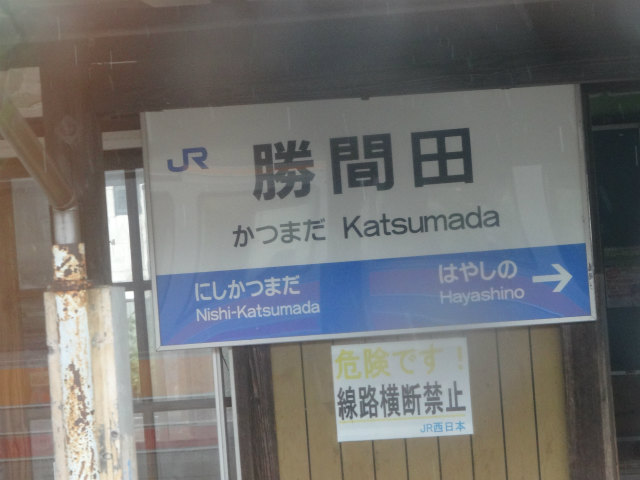 JR
勝間田
かつまだ Katsumada
にしかつまだ
Nishi-Katsumada
はやしの →
Hayashino
危険です!
線路横断禁止
JR西日本